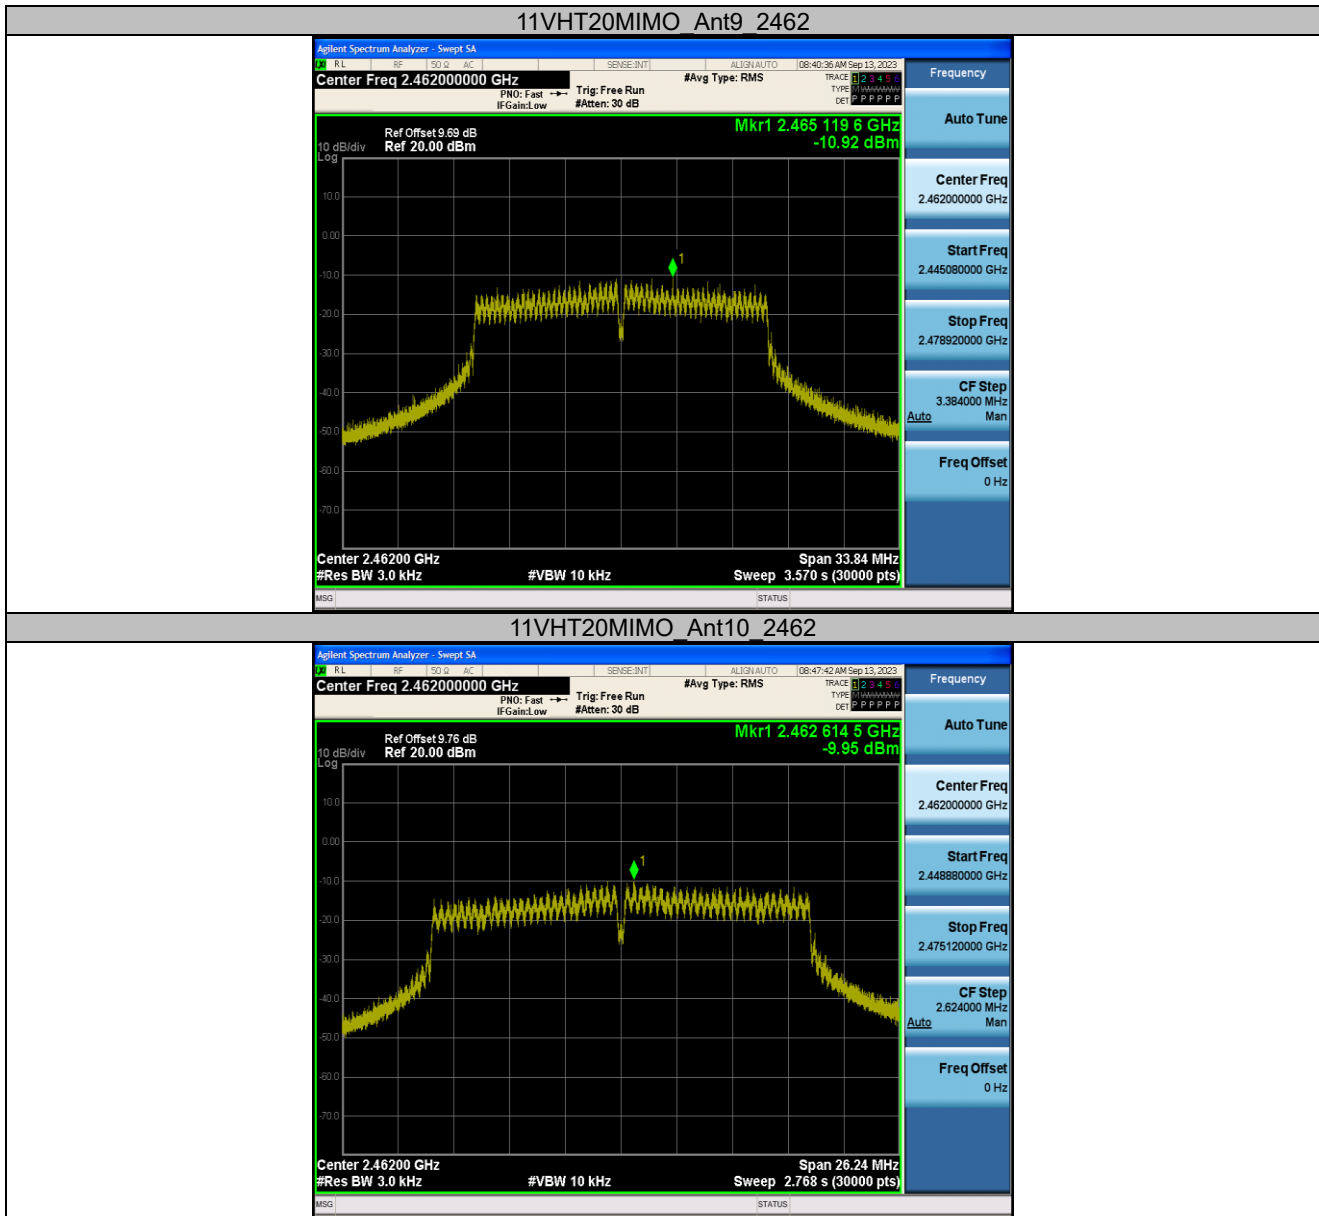 11VHT20MIMO_Ant9_2462
Agilent Spectrum Analyzer - Swept SA
RL RF 50 Ω AC SENSE:INT ALIGNAUTO 08:40:36 AM Sep 13, 2023
Center Freq 2.462000000 GHz
PNO: Fast
IFGain:Low
Trig: Free Run
#Atten: 30 dB
#Avg Type: RMS
TRACE 1 2 3 4 5 6
TYPE M
DET P P P P P P
Frequency
Mkr1 2.465 119 6 GHz
-10.92 dBm
Ref Offset 9.69 dB
10 dB/div Ref 20.00 dBm
Log
10.0
0.00
-10.0
-20.0
-30.0
-40.0
-50.0
-60.0
-70.0
1
Center 2.46200 GHz Span 33.84 MHz
#Res BW 3.0 kHz #VBW 10 kHz Sweep 3.570 s (30000 pts)
MSG STATUS
Auto Tune
Center Freq
2.462000000 GHz
Start Freq
2.445080000 GHz
Stop Freq
2.478920000 GHz
CF Step
3.384000 MHz
Auto Man
Freq Offset
0 Hz
11VHT20MIMO_Ant10_2462
Agilent Spectrum Analyzer - Swept SA
RL RF 50 Ω AC SENSE:INT ALIGNAUTO 08:47:42 AM Sep 13, 2023
Center Freq 2.462000000 GHz
PNO: Fast
IFGain:Low
Trig: Free Run
#Atten: 30 dB
#Avg Type: RMS
TRACE 1 2 3 4 5 6
TYPE M
DET P P P P P P
Frequency
Mkr1 2.462 614 5 GHz
-9.95 dBm
Ref Offset 9.76 dB
10 dB/div Ref 20.00 dBm
Log
10.0
0.00
-10.0
-20.0
-30.0
-40.0
-50.0
-60.0
-70.0
1
Center 2.46200 GHz Span 26.24 MHz
#Res BW 3.0 kHz #VBW 10 kHz Sweep 2.768 s (30000 pts)
MSG STATUS
Auto Tune
Center Freq
2.462000000 GHz
Start Freq
2.448880000 GHz
Stop Freq
2.475120000 GHz
CF Step
2.624000 MHz
Auto Man
Freq Offset
0 Hz